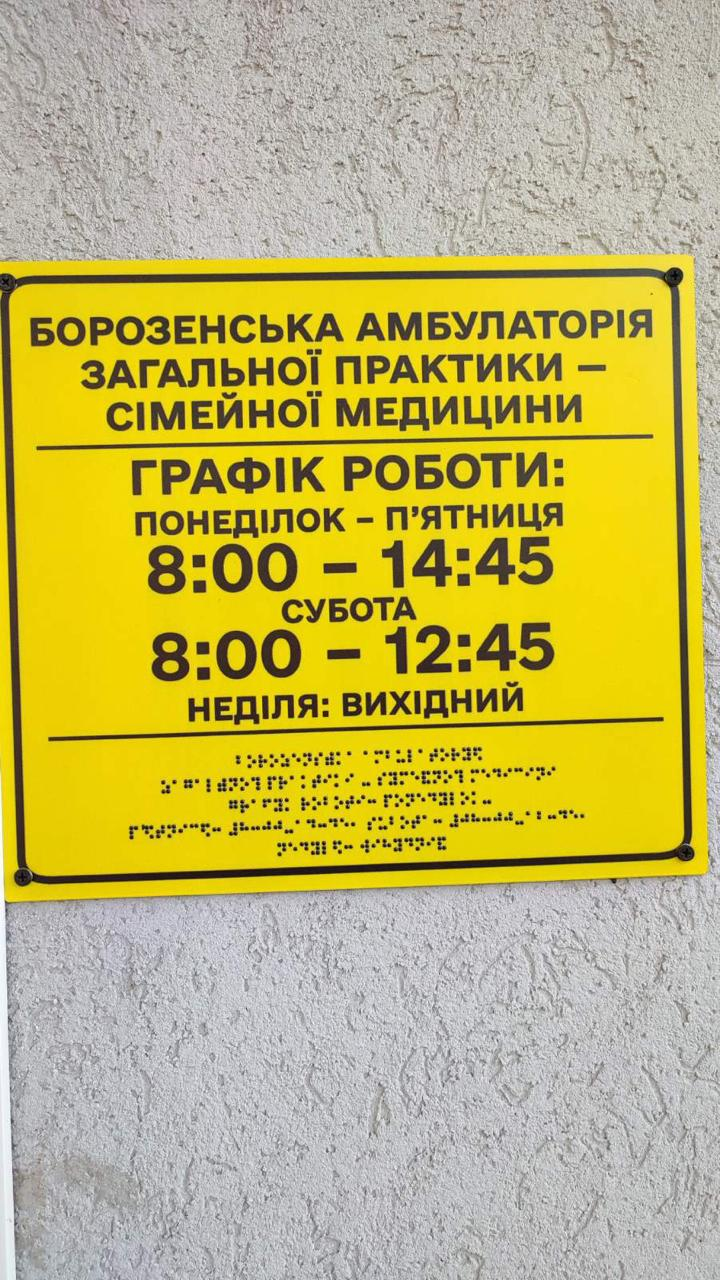 БОРОЗЕНСЬКА АМБУЛАТОРІЯ
ЗАГАЛЬНОЇ ПРАКТИКИ –
СІМЕЙНОЇ МЕДИЦИНИ
ГРАФІК РОБОТИ:
ПОНЕДІЛОК – П'ЯТНИЦЯ
8:00 – 14:45
СУБОТА
8:00 – 12:45
НЕДІЛЯ: ВИХІДНИЙ